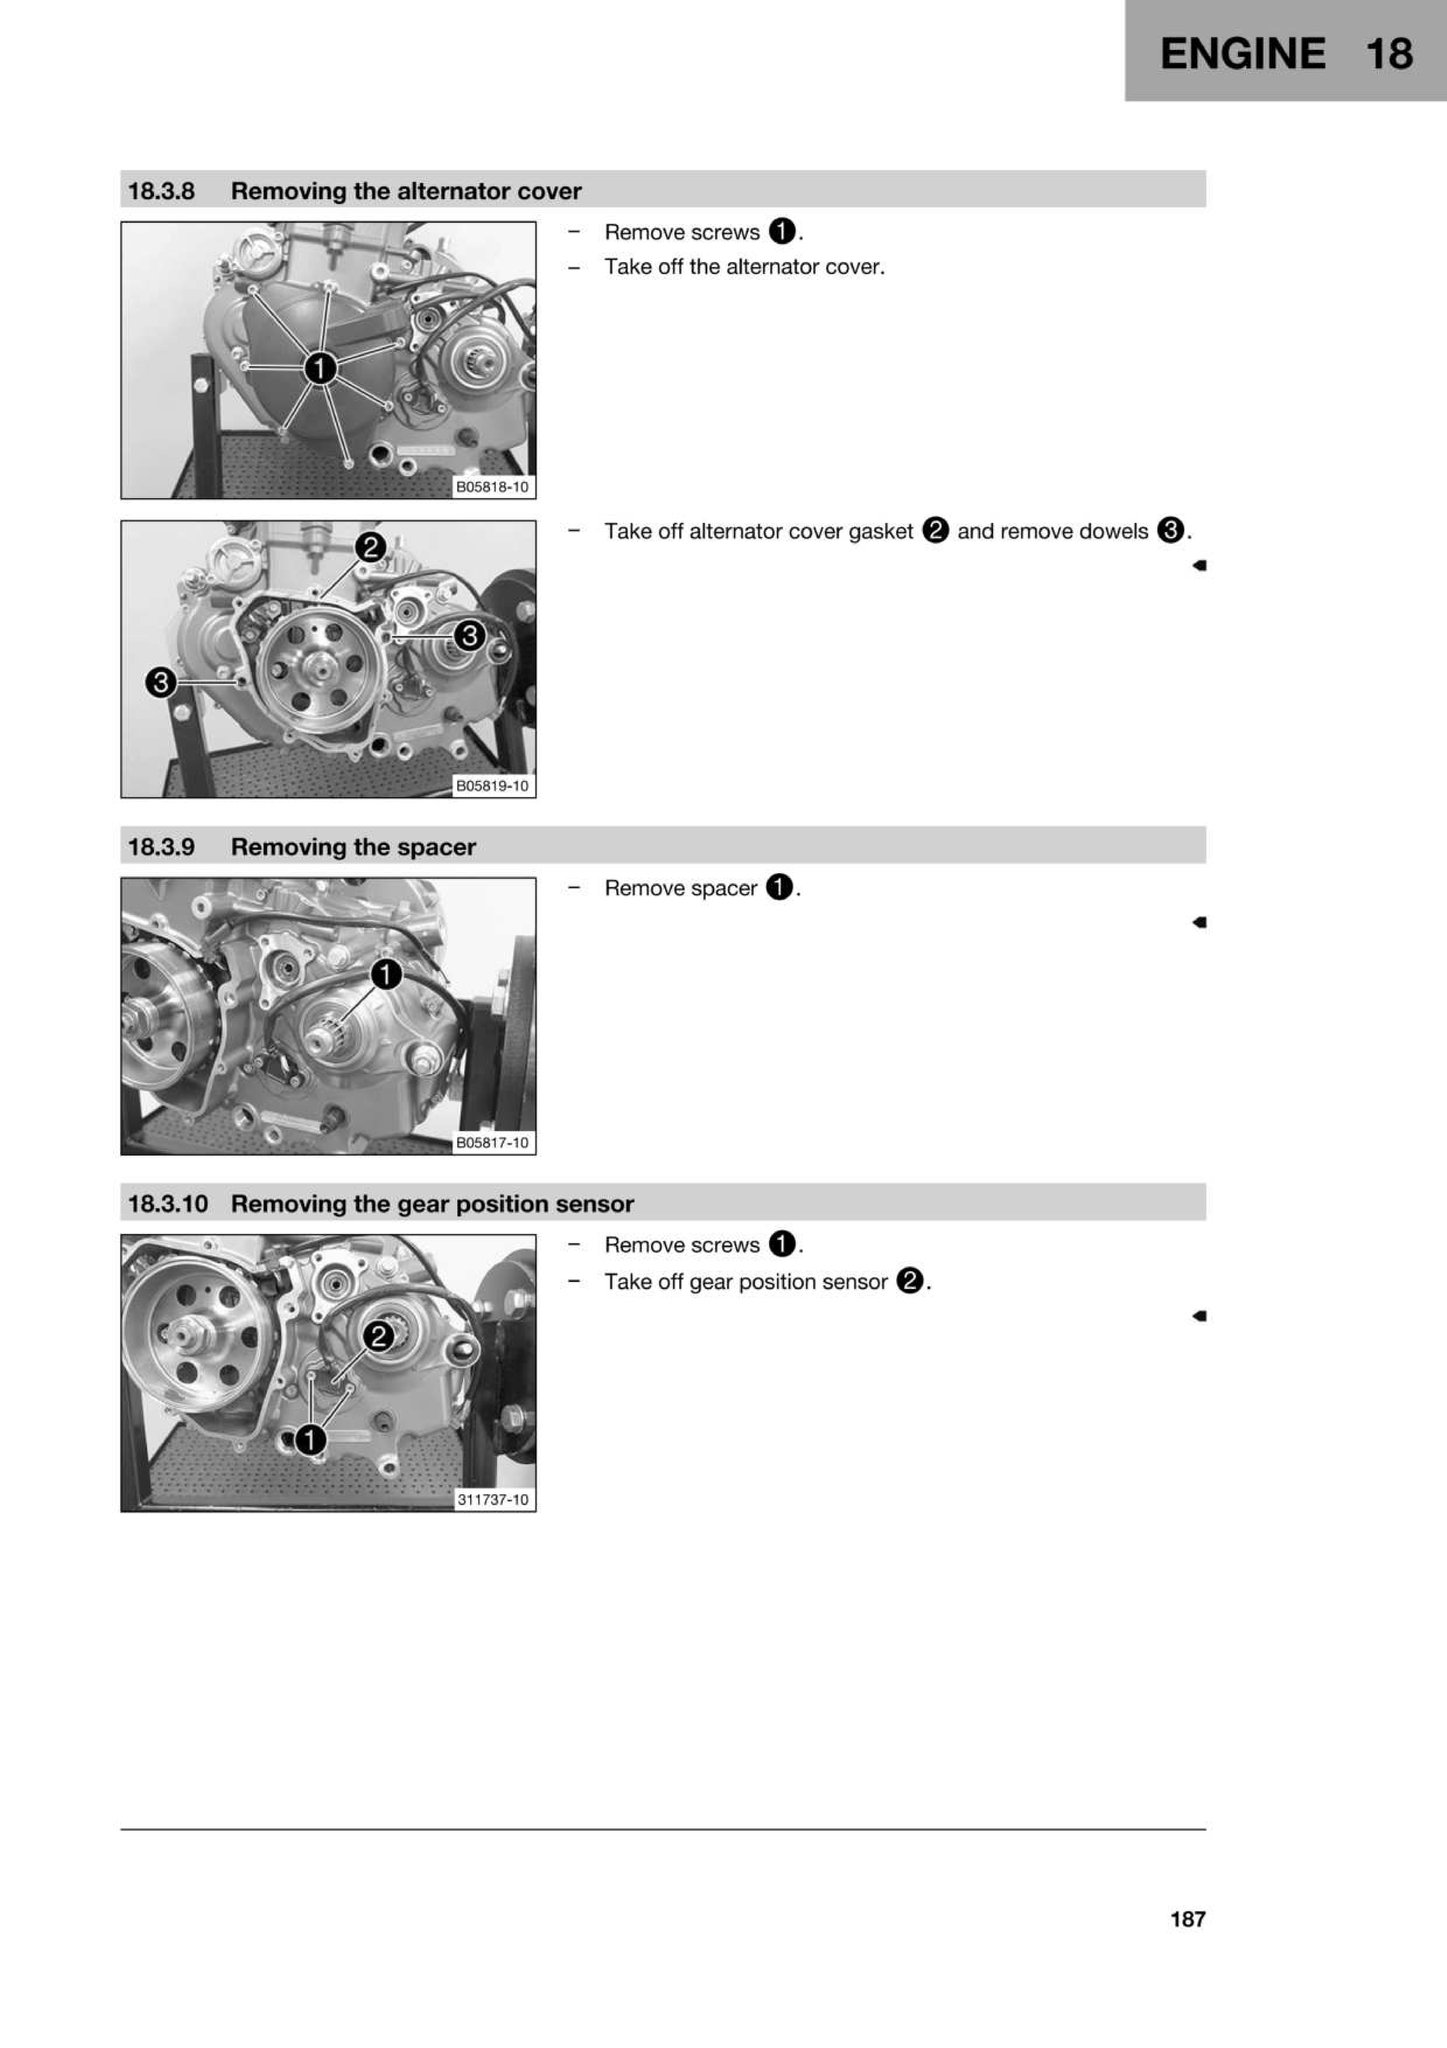 ENGINE 18
18.3.8 Removing the alternator cover
– Remove screws 1.
– Take off the alternator cover.
1
B05818-10
– Take off alternator cover gasket 2 and remove dowels 3.
2
3
3
B05819-10
18.3.9 Removing the spacer
– Remove spacer 1.
1
B05817-10
18.3.10 Removing the gear position sensor
– Remove screws 1.
– Take off gear position sensor 2.
2
1
311737-10
187